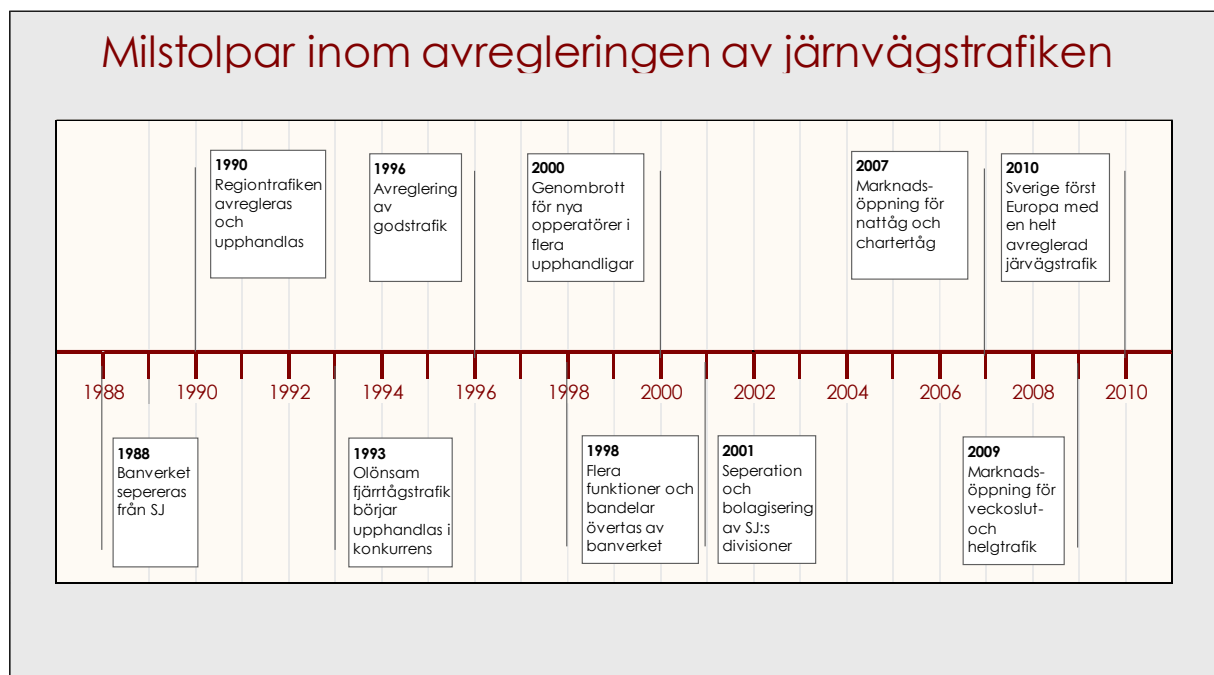 Milstolpar inom avregleringen av järnvägstrafiken
1990
Regiontrafiken
avregleras
och
upphandlas
1996
Avreglering
av
godstrafik
2000
Genombrott
för nya
opperatörer i
flera
upphandligar
2007
Marknads-
öppning för
nattåg och
chartertåg
2010
Sverige först
Europa med
en helt
avreglerad
järvägstrafik
1988 1990 1992 1994 1996 1998 2000 2002 2004 2006 2008 2010
1988
Banverket
sepereras
från SJ
1993
Olönsam
fjärrtågstrafik
börjar
upphandlas i
konkurrens
1998
Flera
funktioner och
bandelar
övertas av
banverket
2001
Seperation
och
bolagisering
av SJ:s
divisioner
2009
Marknads-
öppning för
veckoslut-
och
helgtrafik